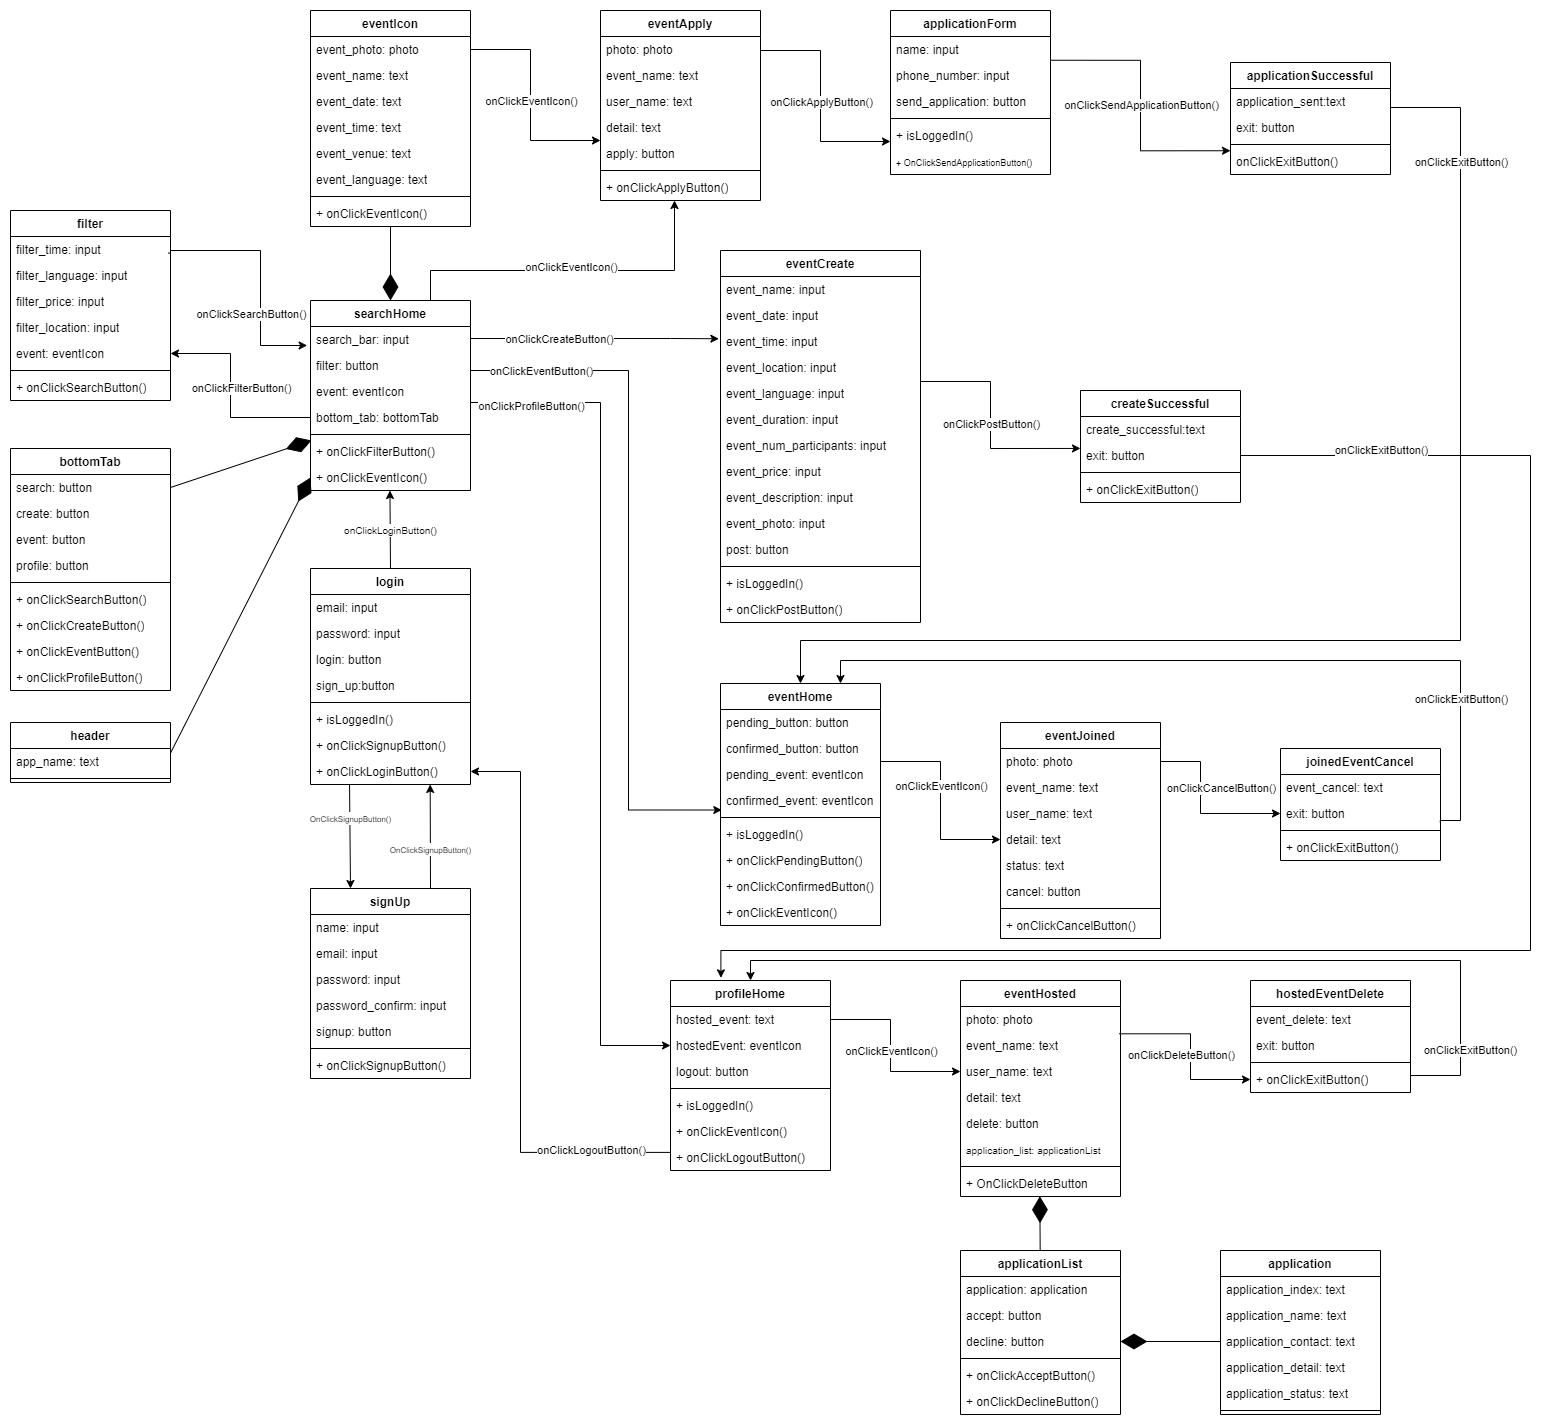 eventIcon
event_photo: photo
event_name: text
event_date: text
event_time: text
event_venue: text
event_language: text
+ onClickEventIcon()
onClickEventIcon()
eventApply
photo: photo
event_name: text
user_name: text
detail: text
apply: button
+ onClickApplyButton()
onClickApplyButton()
applicationForm
name: input
phone_number: input
send_application: button
+ isLoggedIn()
+ OnClickSendApplicationButton()
onClickSendApplicationButton()
applicationSuccessful
application_sent:text
exit: button
onClickExitButton()
onClickExitButton()
filter
filter_time: input
filter_language: input
filter_price: input
filter_location: input
event: eventIcon
+ onClickSearchButton()
onClickSearchButton()
onClickFilterButton()
onClickEventIcon()
searchHome
search_bar: input
filter: button
event: eventIcon
bottom_tab: bottomTab
+ onClickFilterButton()
+ onClickEventIcon()
onClickCreateButton()
onClickEventButton()
onClickProfileButton()
eventCreate
event_name: input
event_date: input
event_time: input
event_location: input
event_language: input
event_duration: input
event_num_participants: input
event_price: input
event_description: input
event_photo: input
post: button
+ isLoggedIn()
+ onClickPostButton()
onClickPostButton()
createSuccessful
create_successful:text
exit: button
+ onClickExitButton()
onClickExitButton()
bottomTab
search: button
create: button
event: button
profile: button
+ onClickSearchButton()
+ onClickCreateButton()
+ onClickEventButton()
+ onClickProfileButton()
header
app_name: text
onClickLoginButton()
login
email: input
password: input
login: button
sign_up:button
+ isLoggedIn()
+ onClickSignupButton()
+ onClickLoginButton()
OnClickSignupButton()
OnClickSignupButton()
signUp
name: input
email: input
password: input
password_confirm: input
signup: button
+ onClickSignupButton()
eventHome
pending_button: button
confirmed_button: button
pending_event: eventIcon
confirmed_event: eventIcon
+ isLoggedIn()
+ onClickPendingButton()
+ onClickConfirmedButton()
+ onClickEventIcon()
onClickEventIcon()
eventJoined
photo: photo
event_name: text
user_name: text
detail: text
status: text
cancel: button
+ onClickCancelButton()
onClickCancelButton()
joinedEventCancel
event_cancel: text
exit: button
+ onClickExitButton()
onClickExitButton()
profileHome
hosted_event: text
hostedEvent: eventIcon
logout: button
+ isLoggedIn()
+ onClickEventIcon()
+ onClickLogoutButton()
onClickLogoutButton()
onClickEventIcon()
eventHosted
photo: photo
event_name: text
user_name: text
detail: text
delete: button
application_list: applicationList
+ OnClickDeleteButton
onClickDeleteButton()
hostedEventDelete
event_delete: text
exit: button
+ onClickExitButton()
onClickExitButton()
applicationList
application: application
accept: button
decline: button
+ onClickAcceptButton()
+ onClickDeclineButton()
application
application_index: text
application_name: text
application_contact: text
application_detail: text
application_status: text